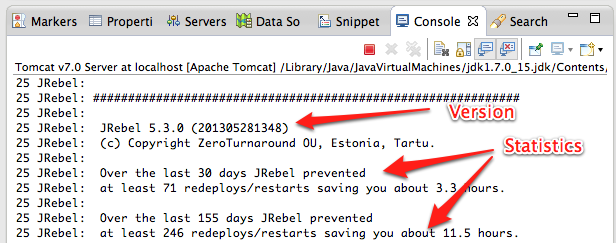 Markers Properti Servers Data So Snippet Console Search
Tomcat v7.0 Server at localhost [Apache Tomcat] /Library/Java/JavaVirtualMachines/jdk1.7.0_15.jdk/Contents/
25 JRebel:
25 JRebel: #############################################################
25 JRebel:
25 JRebel: JRebel 5.3.0 (201305281348)
Version
25 JRebel: (c) Copyright ZeroTurnaround OU, Estonia, Tartu.
25 JRebel:
Statistics
25 JRebel: Over the last 30 days JRebel prevented
25 JRebel: at least 71 redeploys/restarts saving you about 3.3 hours.
25 JRebel:
25 JRebel: Over the last 155 days JRebel prevented
25 JRebel: at least 246 redeploys/restarts saving you about 11.5 hours.